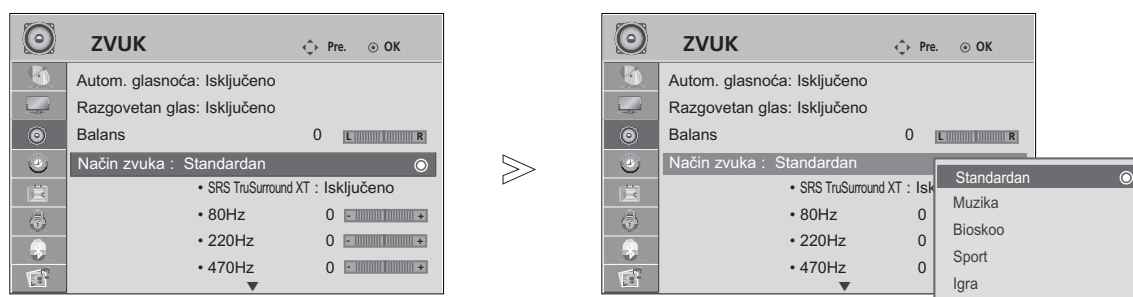 ZVUK
Pre. OK
Autom. glasnoća: Isključeno
Razgovetan glas: Isključeno
Balans 0 L R
Način zvuka : Standardan
• SRS TruSurround XT : Isključeno
• 80Hz 0 - +
• 220Hz 0 - +
• 470Hz 0 - +
ZVUK
Pre. OK
Autom. glasnoća: Isključeno
Razgovetan glas: Isključeno
Balans 0 L R
Način zvuka : Standardan
• SRS TruSurround XT : Isk
• 80Hz 0
• 220Hz 0
• 470Hz 0
Standardan
Muzika
Bioskoo
Sport
Igra